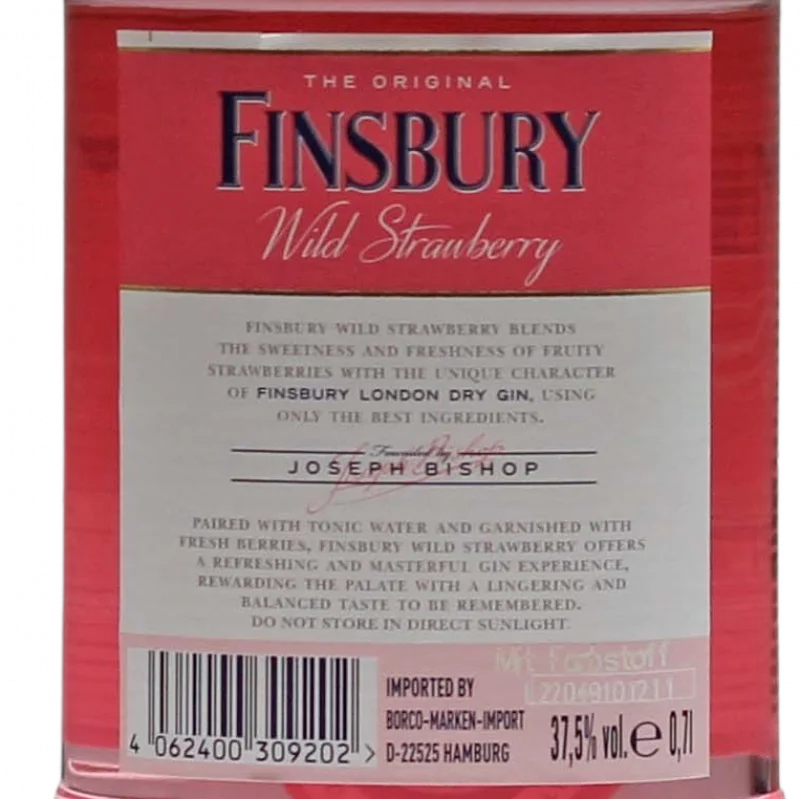 THE ORIGINAL
FINSBURY
Wild Strawberry
FINSBURY WILD STRAWBERRY BLENDS
THE SWEETNESS AND FRESHNESS OF FRUITY
STRAWBERRIES WITH THE UNIQUE CHARACTER
OF FINSBURY LONDON DRY GIN, USING
ONLY THE BEST INGREDIENTS.
Founded by
JOSEPH BISHOP
PAIRED WITH TONIC WATER AND GARNISHED WITH
FRESH BERRIES, FINSBURY WILD STRAWBERRY OFFERS
A REFRESHING AND MASTERFUL GIN EXPERIENCE,
REWARDING THE PALATE WITH A LINGERING AND
BALANCED TASTE TO BE REMEMBERED.
DO NOT STORE IN DIRECT SUNLIGHT.
Mit Farbstoff
IMPORTED BY
BORCO-MARKEN-IMPORT
D-22525 HAMBURG
37,5% vol. e 0,7l
4 062400 309202 >